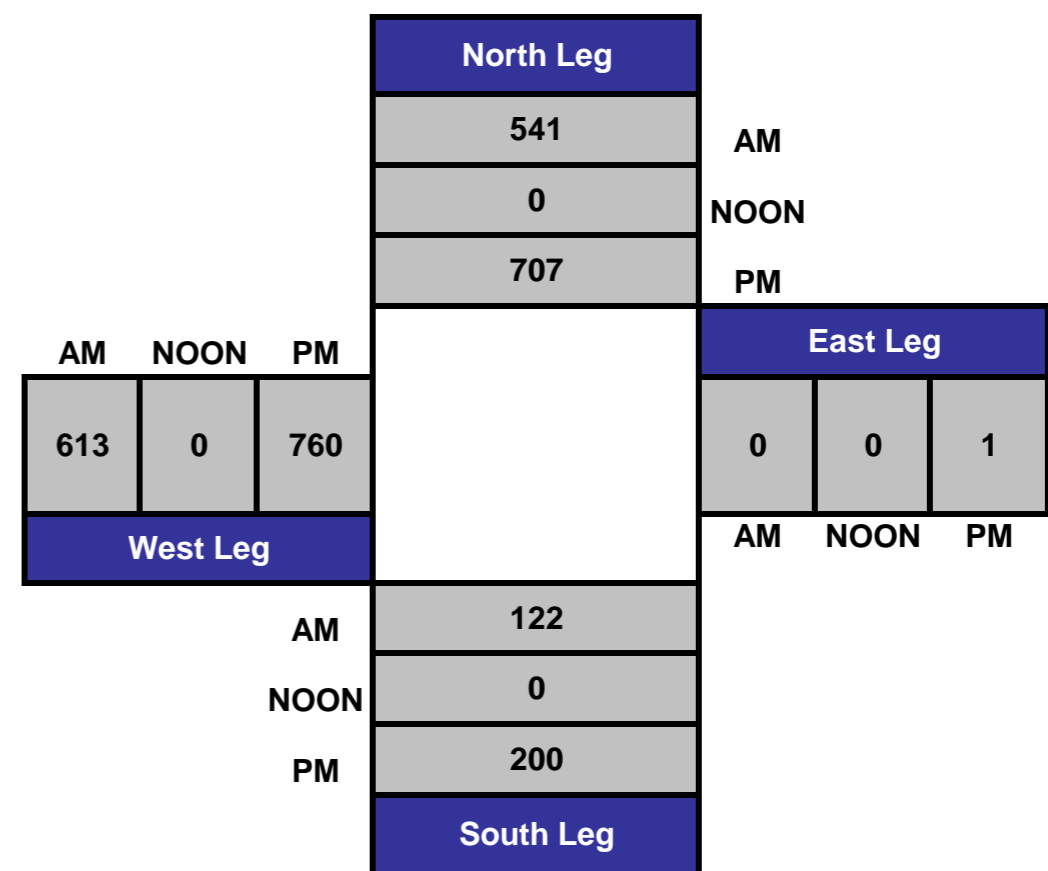 North Leg
541 AM
0 NOON
707 PM
East Leg
AM NOON PM
613 0 760 0 0 1
West Leg
AM NOON PM
AM 122
NOON 0
PM 200
South Leg